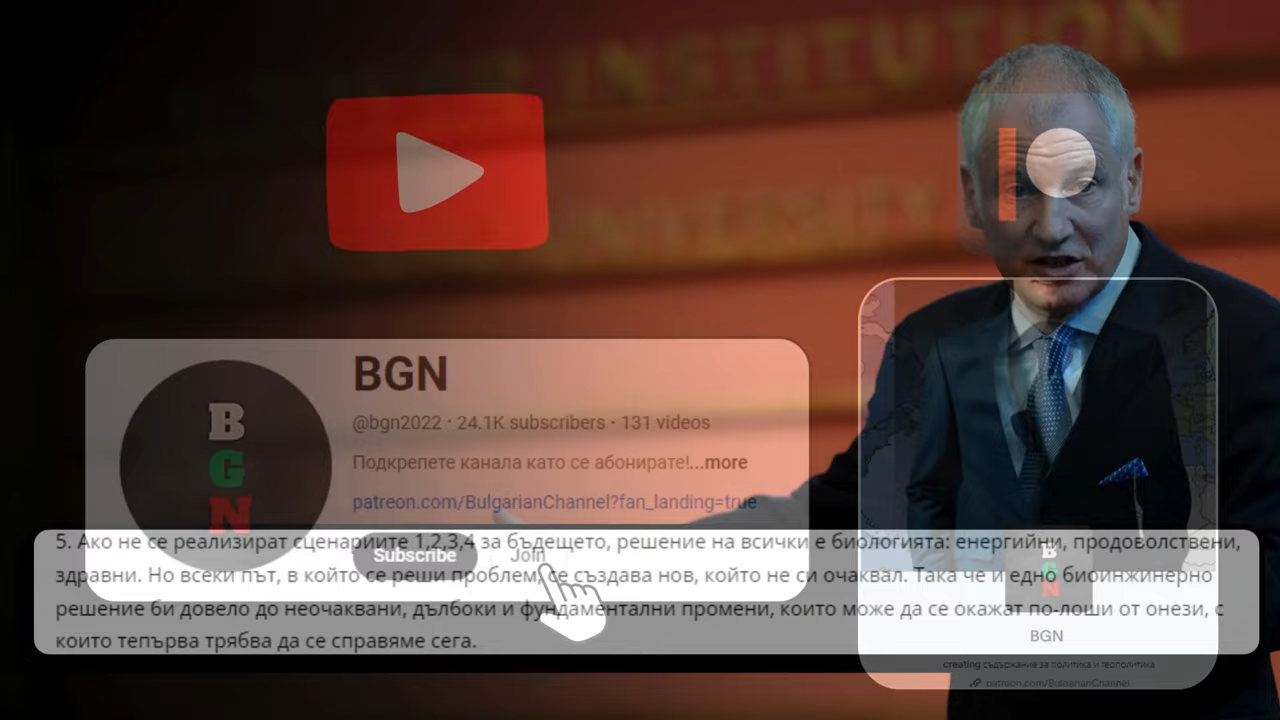 INSTITUTION
UNIVERSITY
BGN
@bgn2022 · 24.1K subscribers · 131 videos
Подкрепете канала като се абонирате!...more
patreon.com/BulgarianChannel?fan_landing=true
B
G
N
Subscribe
Join
5. Ако не се реализират сценариите 1,2,3,4 за бъдещето, решение на всички е биологията: енергийни, продоволствени,
здравни. Но всеки път, в който се реши проблем, се създава нов, който не си очаквал. Така че и едно биоинжернерно
решение би довело до неочаквани, дълбоки и фундаментални промени, които може да се окажат по-лоши от онези, с
които тепърва трябва да се справяме сега.
B
G
N
BGN
creating съдържание за политика и геополитика
patreon.com/BulgarianChannel